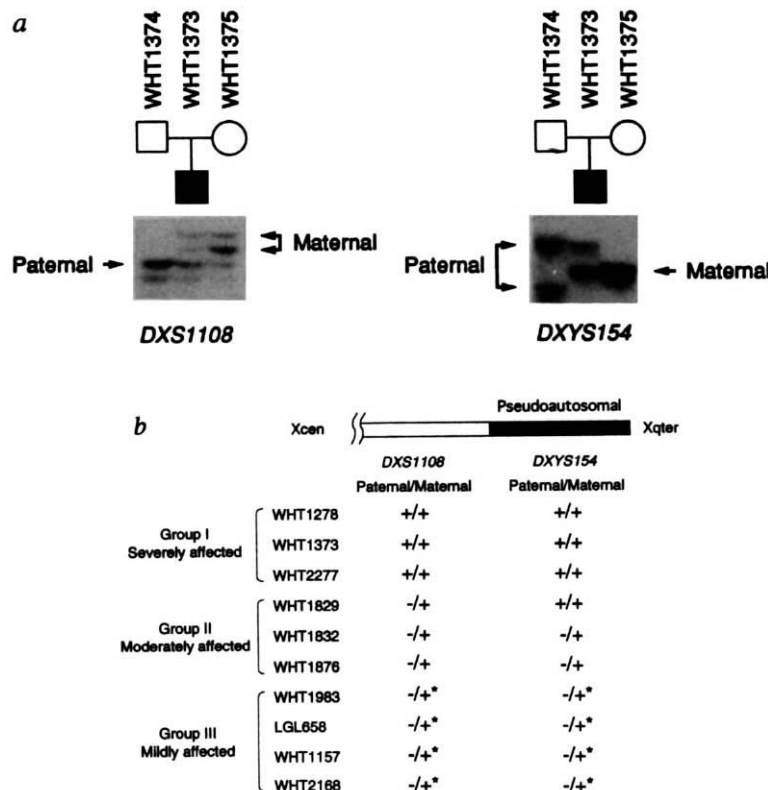 a
WHT1374 WHT1373 WHT1375
Paternal
Maternal
DXS1108
WHT1374 WHT1373 WHT1375
Paternal
Maternal
DXYS154
b
Xcen
Pseudoautosomal
Xqter
DXS1108 DXYS154
Paternal/Maternal Paternal/Maternal
Group I
Severely affected
WHT1278 +/+ +/+
WHT1373 +/+ +/+
WHT2277 +/+ +/+
Group II
Moderately affected
WHT1829 -/+ +/+
WHT1832 -/+ -/+
WHT1876 -/+ -/+
Group III
Mildly affected
WHT1983 -/+* -/+*
LGL658 -/+* -/+*
WHT1157 -/+* -/+*
WHT2168 -/+* -/+*